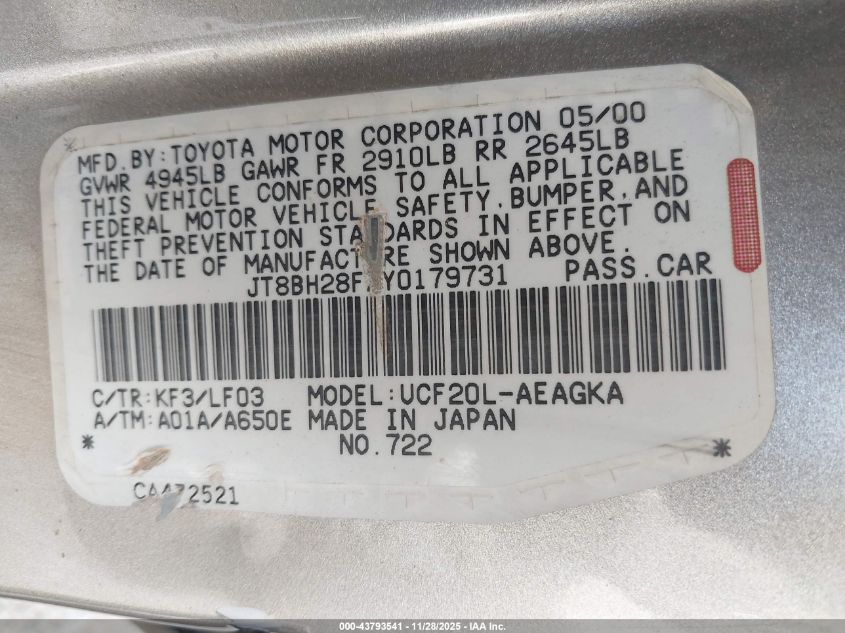 MFD. BY: TOYOTA MOTOR CORPORATION 05/00
GVWR 4945LB GAWR FR 2910LB RR 2645LB
THIS VEHICLE CONFORMS TO ALL APPLICABLE
FEDERAL MOTOR VEHICLE SAFETY, BUMPER, AND
THEFT PREVENTION STANDARDS IN EFFECT ON
THE DATE OF MANUFACTURE SHOWN ABOVE.
PASS. CAR
C/TR: KF3/LF03 MODEL: UCF20L-AEAGKA
A/TM: A01A/A650E MADE IN JAPAN
* NO. 722 *
000-43793541 - 11/28/2025 - IAA Inc.